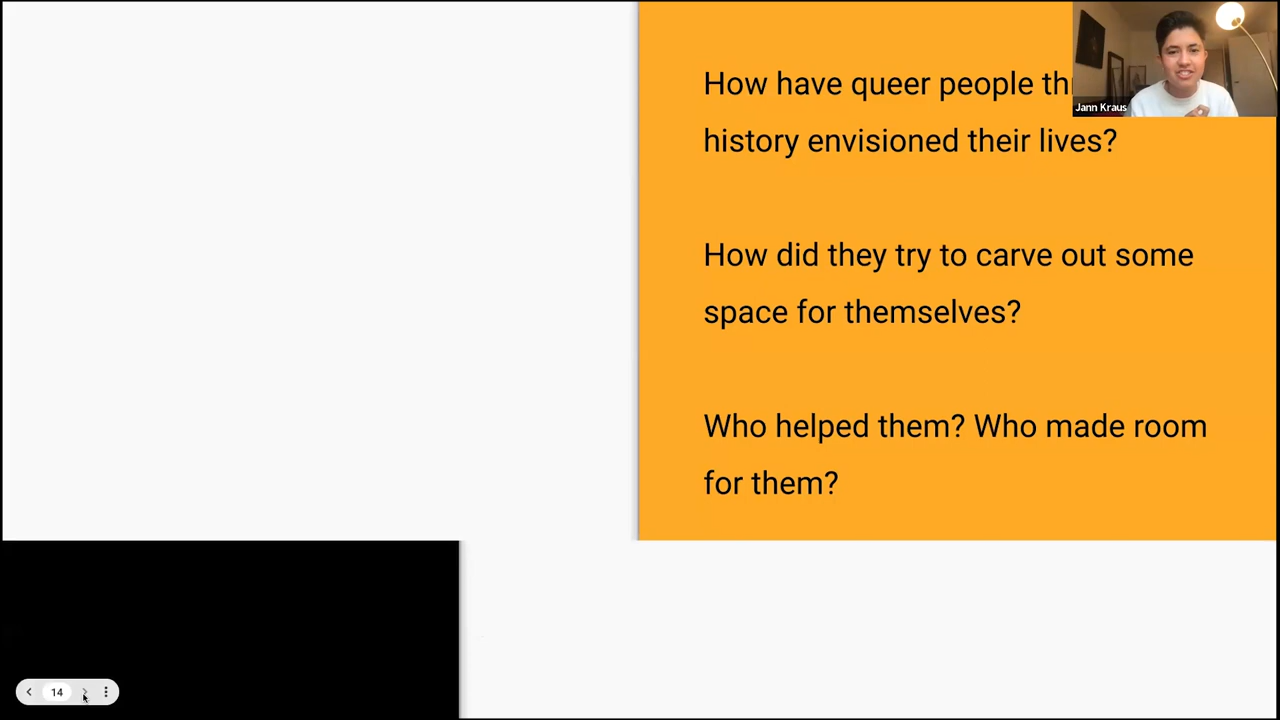 How have queer people
history envisioned their lives?
How did they try to carve out some
space for themselves?
Who helped them? Who made room
for them?
Jann Kraus
14